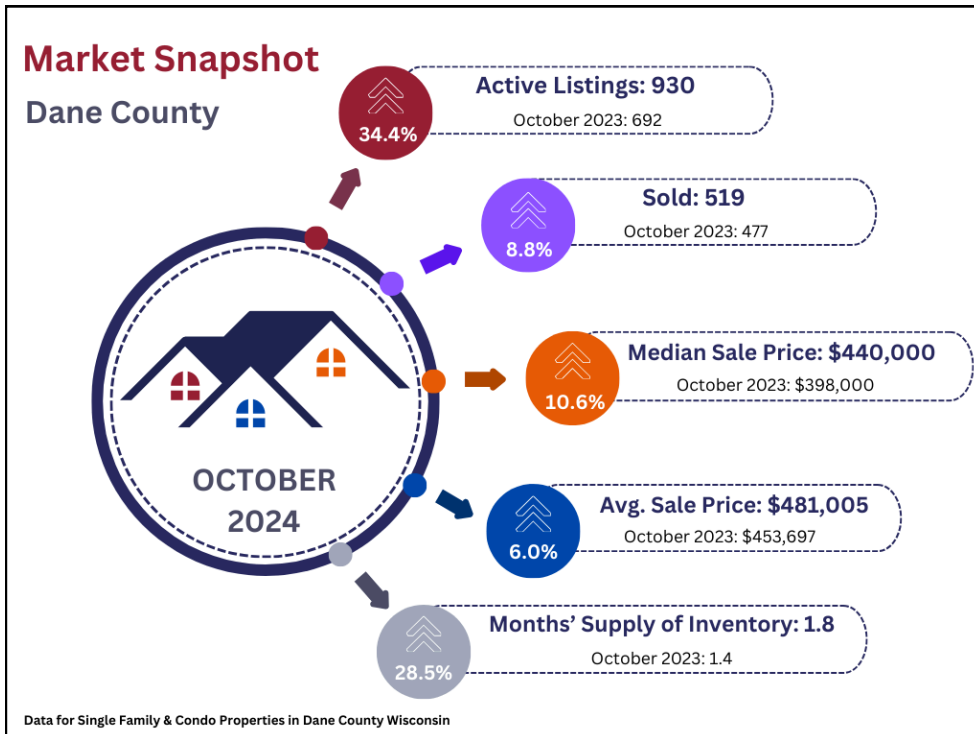 Market Snapshot
Dane County
34.4%
Active Listings: 930
October 2023: 692
8.8%
Sold: 519
October 2023: 477
10.6%
Median Sale Price: $440,000
October 2023: $398,000
OCTOBER
2024
6.0%
Avg. Sale Price: $481,005
October 2023: $453,697
28.5%
Months’ Supply of Inventory: 1.8
October 2023: 1.4
Data for Single Family & Condo Properties in Dane County Wisconsin